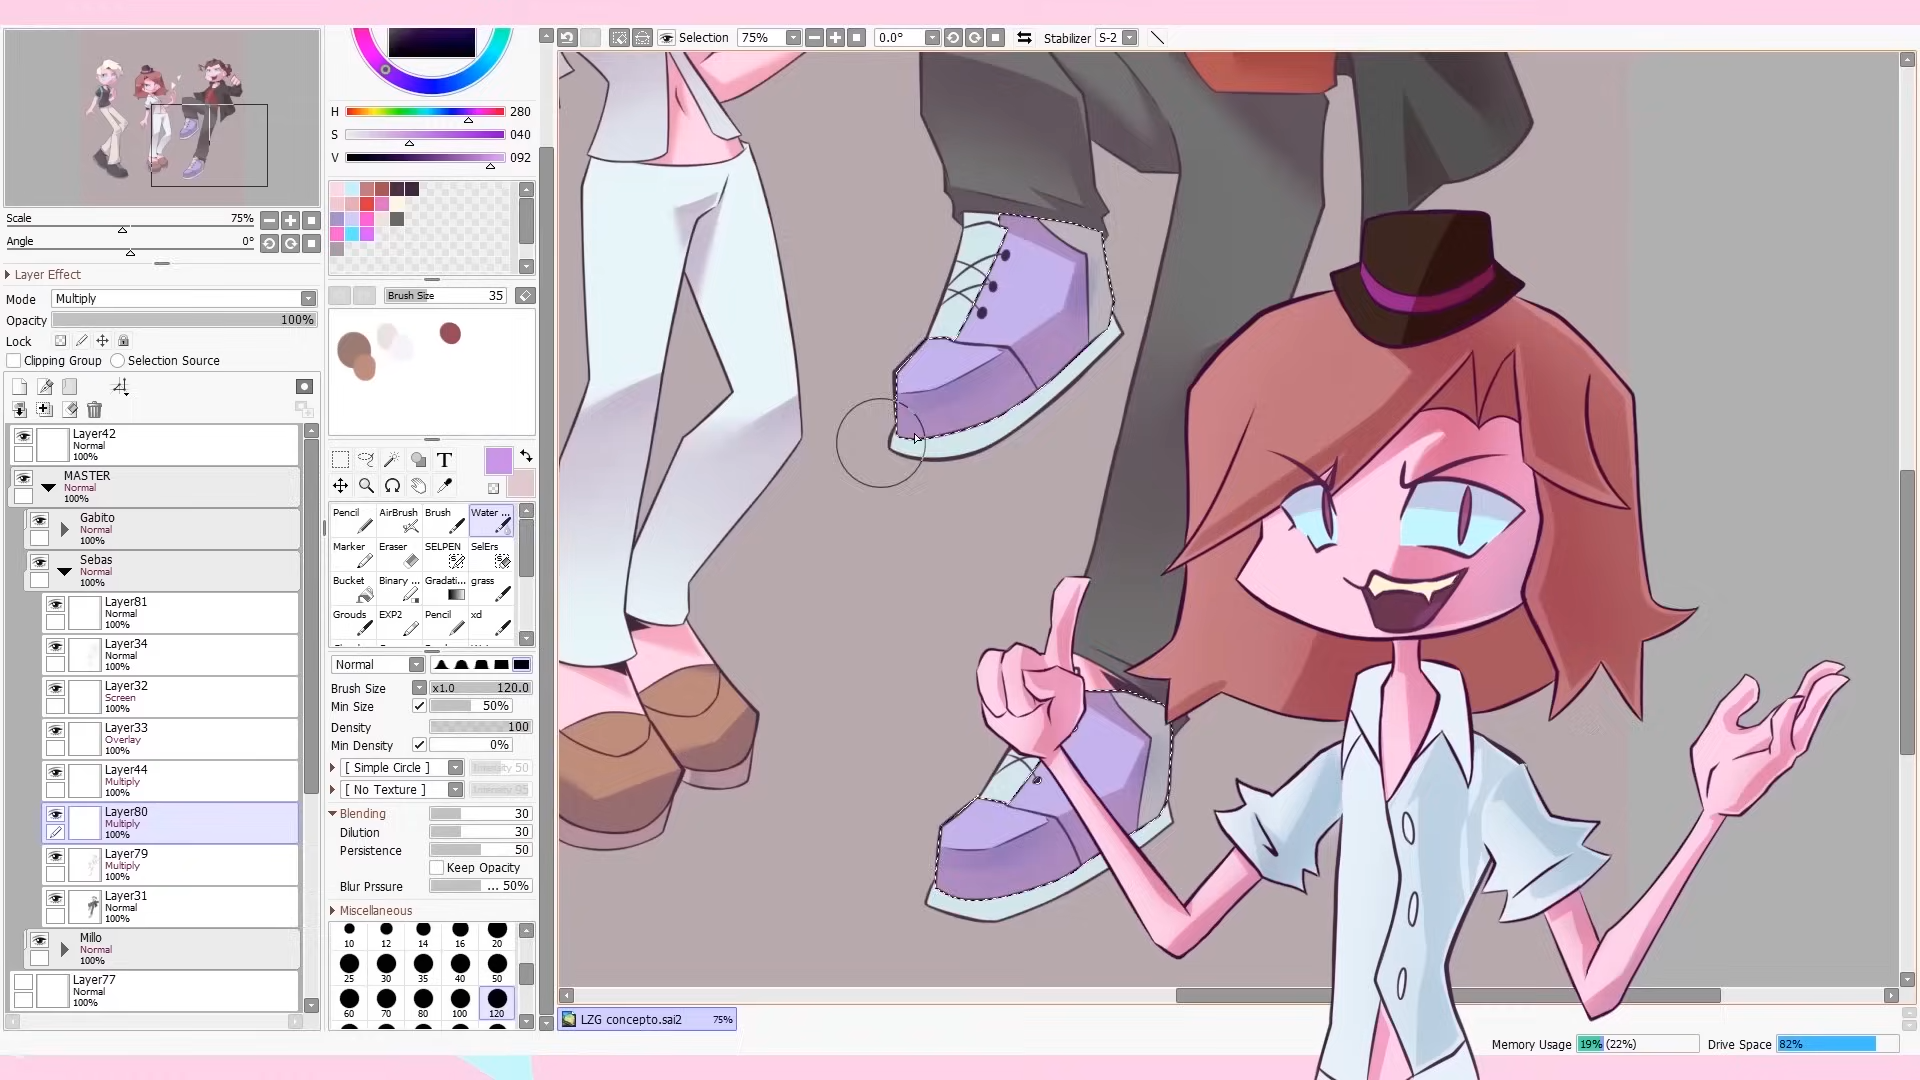 Selection 75% 0.0° Stabilizer S-2
H 280
S 040
V 092
Scale 75%
Angle 0°
Layer Effect
Mode Multiply
Opacity 100%
Lock
Clipping Group Selection Source
Layer42
Normal
100%
MASTER
Normal
100%
Gabito
Normal
100%
Sebas
Normal
100%
Layer81
Normal
100%
Layer34
Normal
100%
Layer32
Screen
100%
Layer33
Overlay
100%
Layer44
Multiply
100%
Layer80
Multiply
100%
Layer79
Multiply
100%
Layer31
Normal
100%
Millo
Normal
100%
Layer77
Normal
100%
Brush Size 35
T
Pencil AirBrush Brush Water ...
Marker Eraser SELPEN SelErs
Bucket Binary ... Gradati... grass
Grouds EXP2 Pencil xd
Normal
Brush Size x1.0 120.0
Min Size 50%
Density 100
Min Density 0%
[ Simple Circle ] Intensity 50
[ No Texture ] Intensity 95
Blending 30
Dilution 30
Persistence 50
Keep Opacity
Blur Prssure ... 50%
Miscellaneous
10 12 14 16 20
25 30 35 40 50
60 70 80 100 120
LZG concepto.sai2 75%
Memory Usage 19% (22%) Drive Space 82%